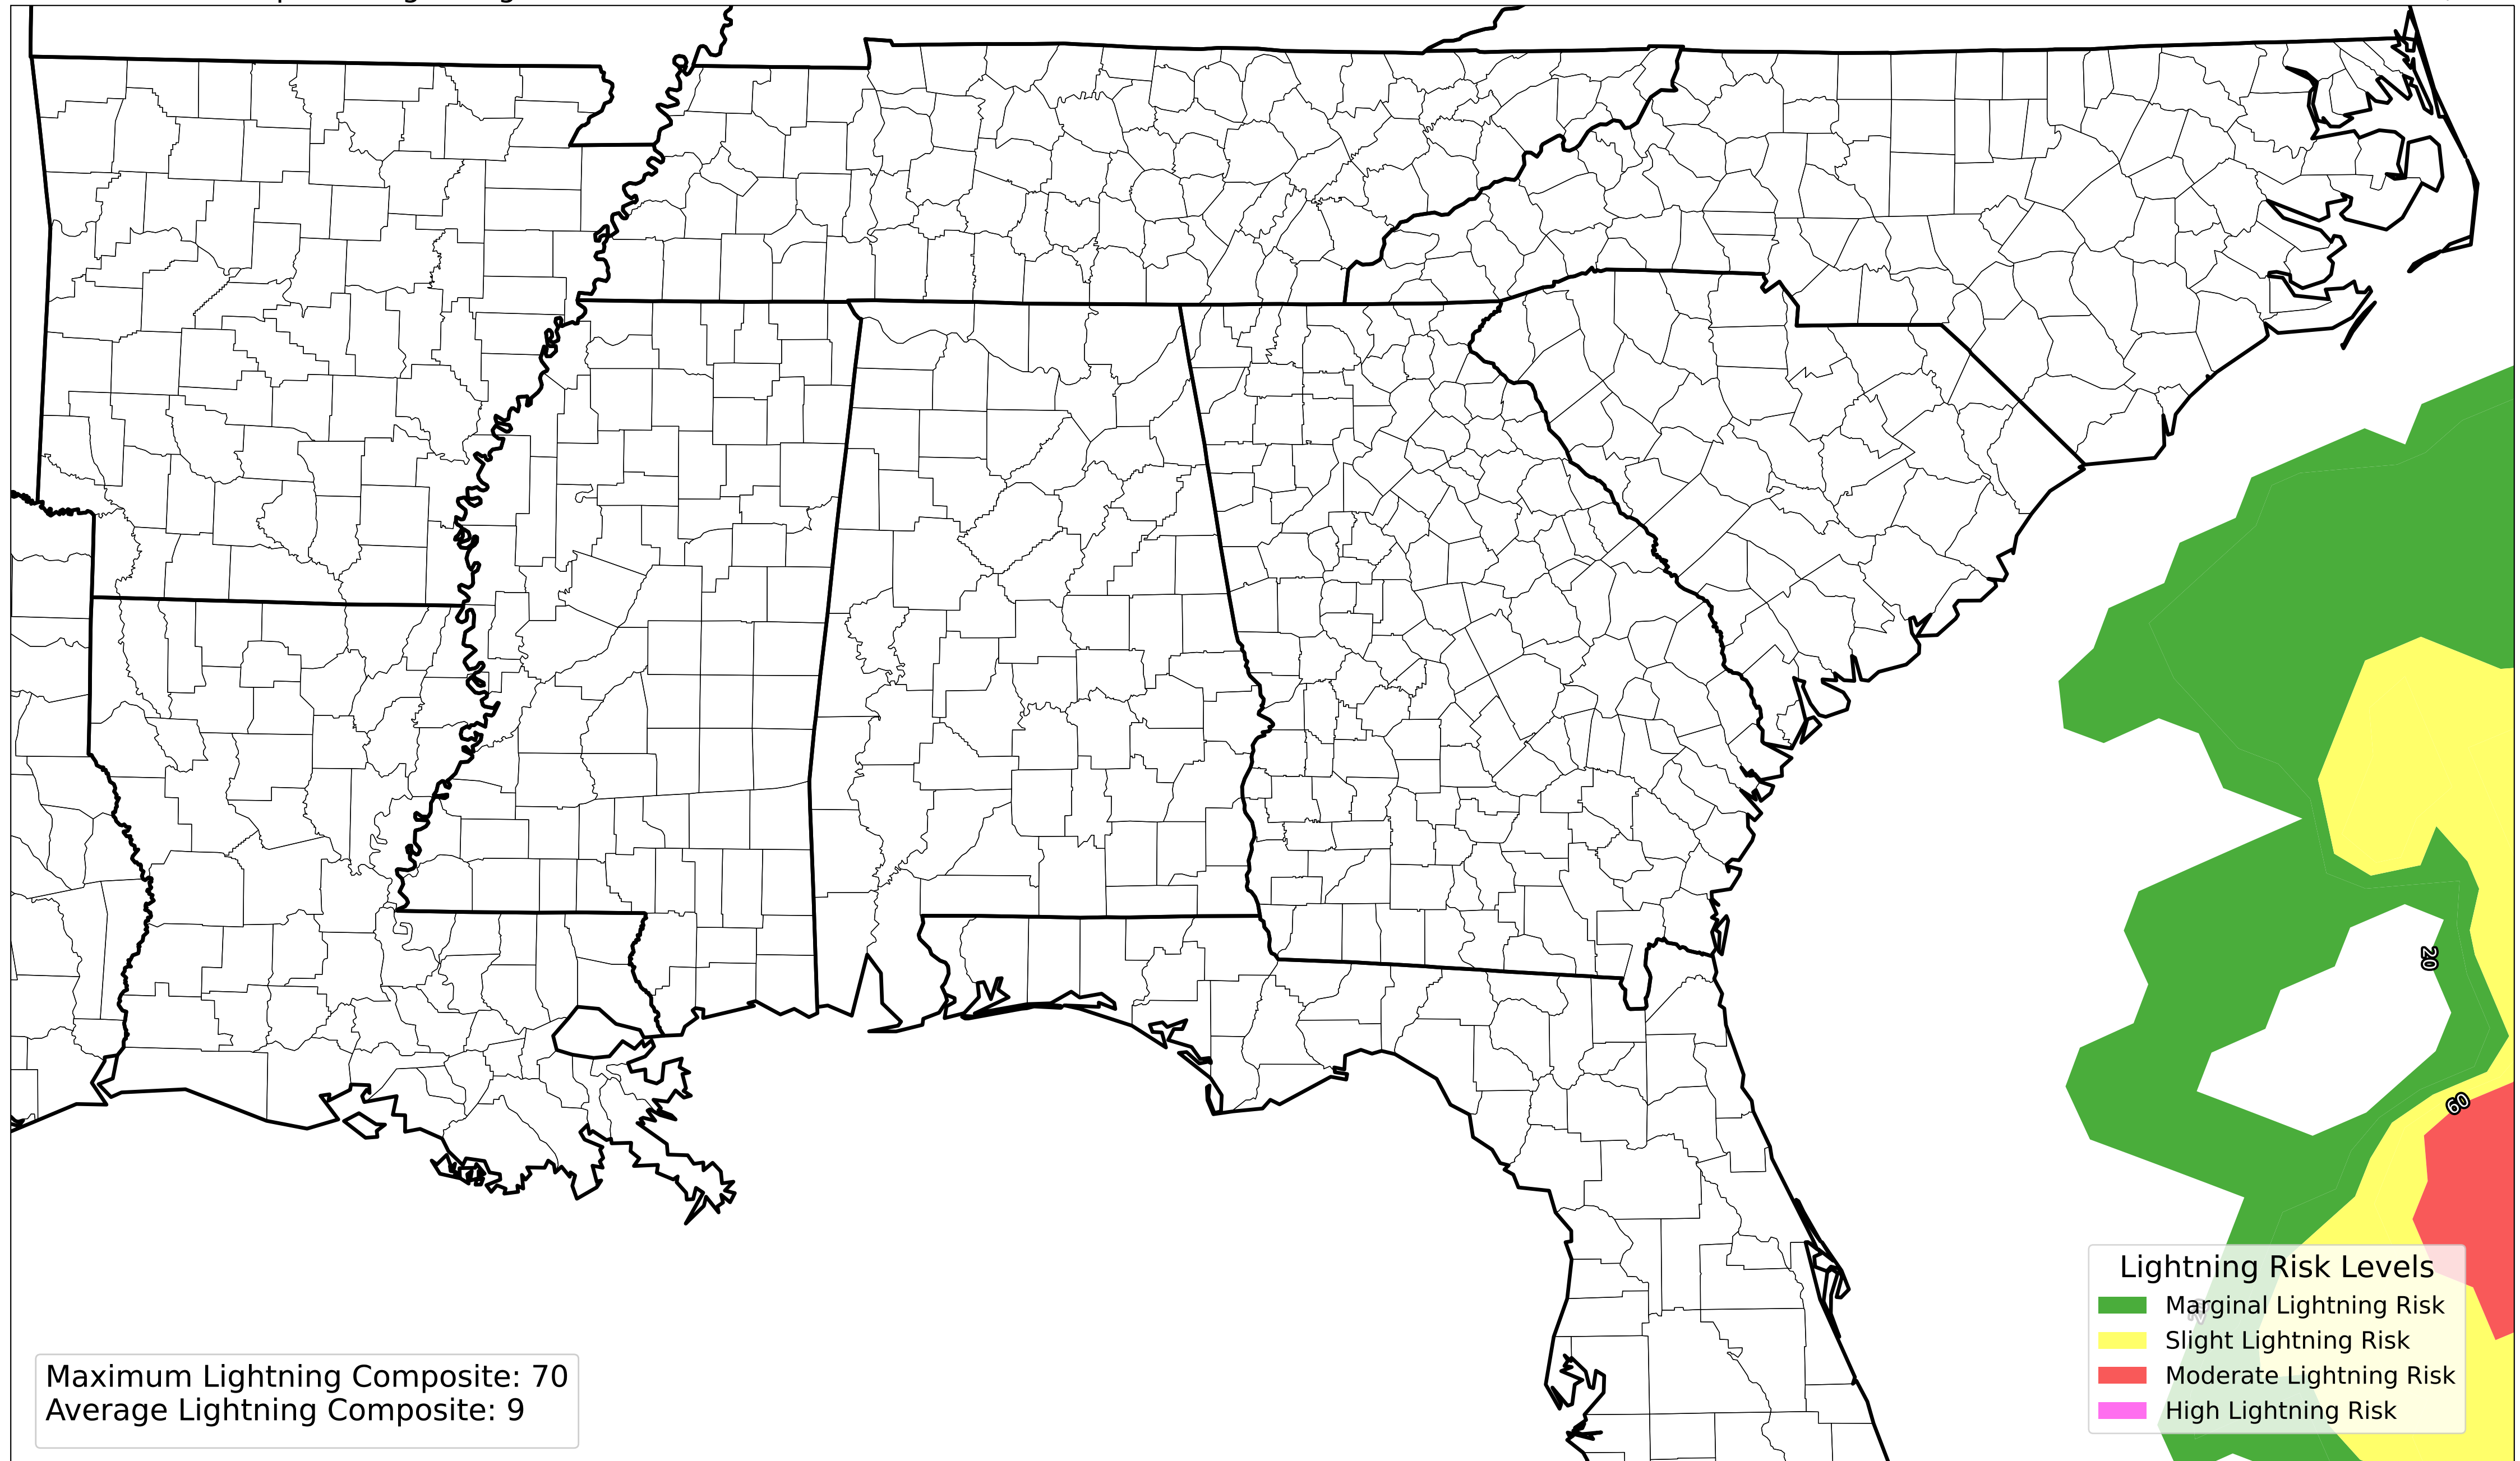 20
60
Lightning Risk Levels
Marginal Lightning Risk
Slight Lightning Risk
Moderate Lightning Risk
High Lightning Risk
Maximum Lightning Composite: 70
Average Lightning Composite: 9